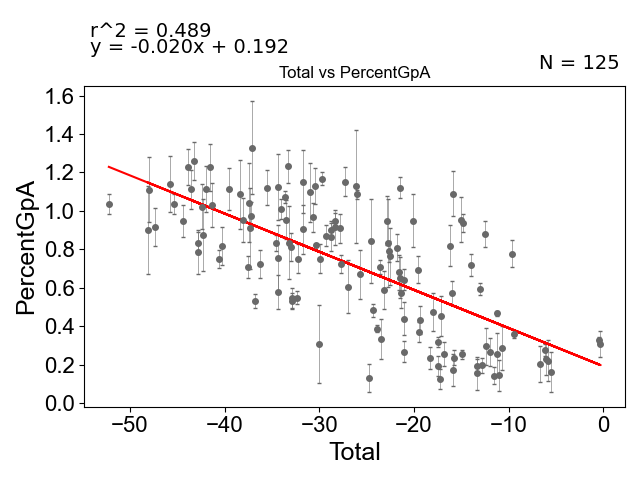 r^2 = 0.489
y = -0.020x + 0.192
N = 125
Total vs PercentGpA
1.6
1.4
1.2
1.0
0.8
0.6
0.4
0.2
0.0
PercentGpA
−50 −40 −30 −20 −10 0
Total